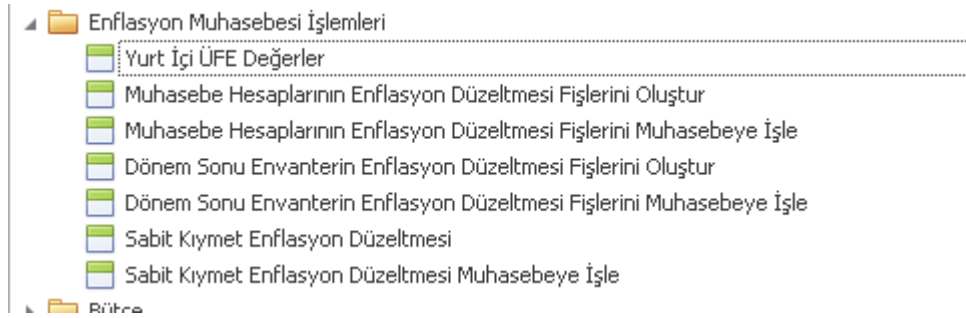 Enflasyon Muhasebesi İşlemleri
Yurt İçi ÜFE Değerler
Muhasebe Hesaplarının Enflasyon Düzeltmesi Fişlerini Oluştur
Muhasebe Hesaplarının Enflasyon Düzeltmesi Fişlerini Muhasebeye İşle
Dönem Sonu Envanterin Enflasyon Düzeltmesi Fişlerini Oluştur
Dönem Sonu Envanterin Enflasyon Düzeltmesi Fişlerini Muhasebeye İşle
Sabit Kıymet Enflasyon Düzeltmesi
Sabit Kıymet Enflasyon Düzeltmesi Muhasebeye İşle
Bütçe